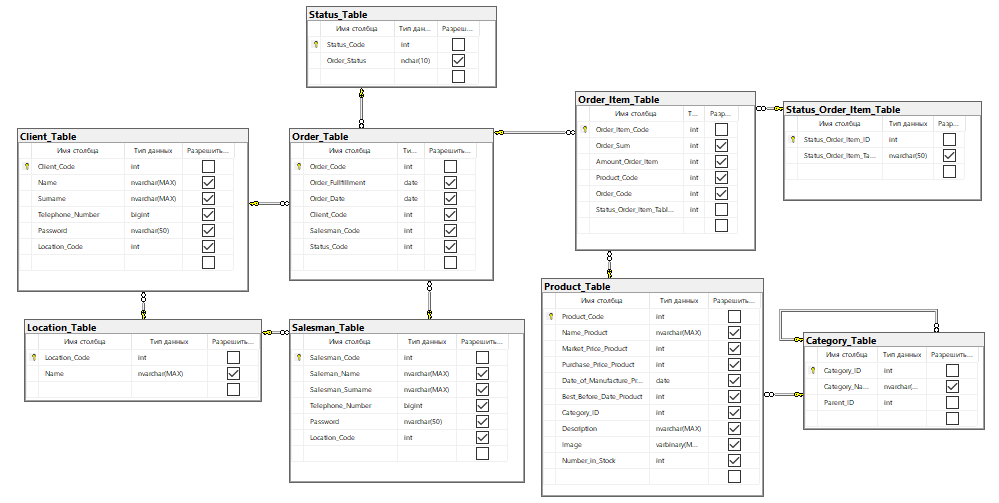 Status_Table
Имя столбца Тип дан... Разреш...
Status_Code int
Order_Status nchar(10)
Order_Item_Table
Имя столбца Т... Разр...
Order_Item_Code int
Order_Sum int
Amount_Order_Item int
Product_Code int
Order_Code int
Status_Order_Item_Tabl... int
Status_Order_Item_Table
Имя столбца Тип данных Разр...
Status_Order_Item_ID int
Status_Order_Item_Ta... nvarchar(50)
Client_Table
Имя столбца Тип данных Разрешить...
Client_Code int
Name nvarchar(MAX)
Surname nvarchar(MAX)
Telephone_Number bigint
Password nvarchar(50)
Location_Code int
Order_Table
Имя столбца Ти... Разрешить...
Order_Code int
Order_Fullfillment date
Order_Date date
Client_Code int
Salesman_Code int
Status_Code int
Location_Table
Имя столбца Тип данных Разрешить...
Location_Code int
Name nvarchar(MAX)
Salesman_Table
Имя столбца Тип данных Разрешить...
Salesman_Code int
Saleman_Name nvarchar(MAX)
Salesman_Surname nvarchar(MAX)
Telephone_Number bigint
Password nvarchar(50)
Location_Code int
Product_Table
Имя столбца Тип данных Разрешить...
Product_Code int
Name_Product nvarchar(MAX)
Market_Price_Product int
Purchase_Price_Product int
Date_of_Manufacture_Pr... date
Best_Before_Date_Product int
Category_ID int
Description nvarchar(MAX)
Image varbinary(M...
Number_in_Stock int
Category_Table
Имя столбца Тип данных Разрешить...
Category_ID int
Category_Na... nvarchar(...
Parent_ID int